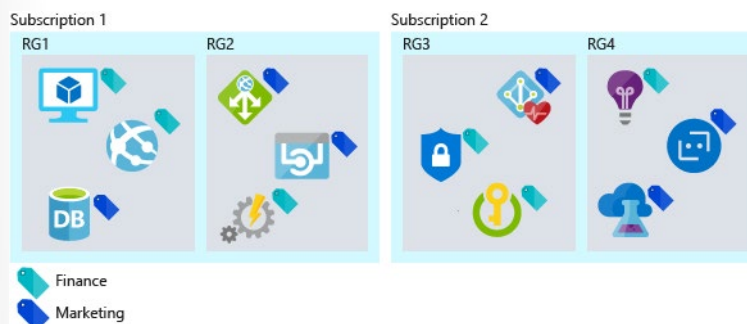 Subscription 1
Subscription 2
RG1
RG2
RG3
RG4
DB
Finance
Marketing